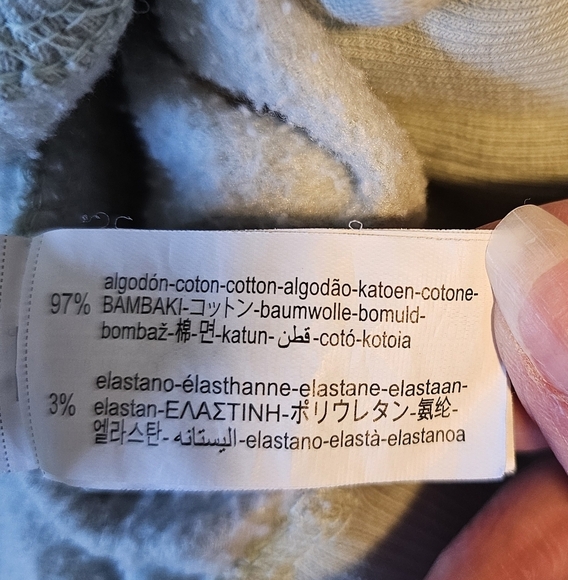 97% algodón-coton-cotton-algodão-katoen-cotone-
BAMBAKI-コットン-baumwolle-bomuld-
bombaž-棉-면-katun-قطن-cotó-kotoia
3% elastano-élasthanne-elastane-elastaan-
elastan-ΕΛΑΣΤΙΝΗ-ポリウレタン-氨纶-
엘라스탄-اليستانه-elastano-elastà-elastanoa